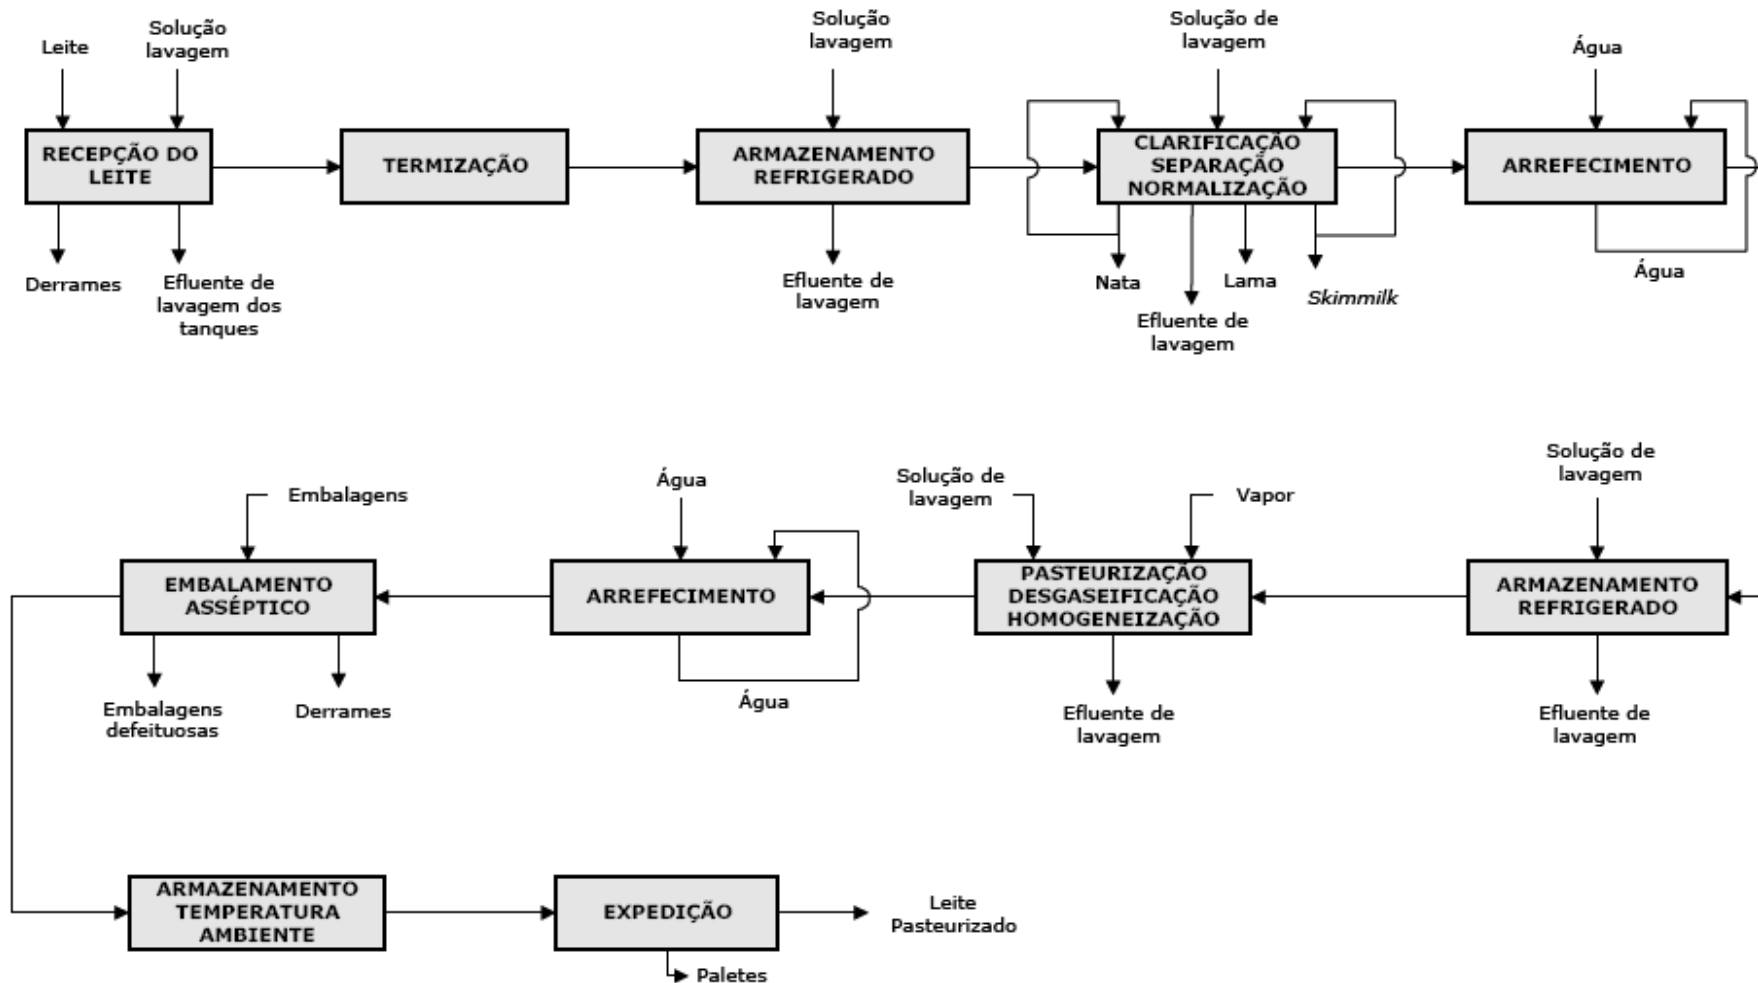 Leite
Solução
lavagem
Solução
lavagem
Solução de
lavagem
Água
RECEPÇÃO DO
LEITE
TERMIZAÇÃO
ARMAZENAMENTO
REFRIGERADO
CLARIFICAÇÃO
SEPARAÇÃO
NORMALIZAÇÃO
ARREFECIMENTO
Derrames
Efluente de
lavagem dos
tanques
Efluente de
lavagem
Nata
Efluente de
lavagem
Lama
Skimmilk
Água
Embalagens
Água
Solução de
lavagem
Vapor
Solução de
lavagem
EMBALAMENTO
ASSÉPTICO
ARREFECIMENTO
PASTEURIZAÇÃO
DESGASEIFICAÇÃO
HOMOGENEIZAÇÃO
ARMAZENAMENTO
REFRIGERADO
Embalagens
defeituosas
Derrames
Água
Efluente de
lavagem
Efluente de
lavagem
ARMAZENAMENTO
TEMPERATURA
AMBIENTE
EXPEDIÇÃO
Leite
Pasteurizado
Paletes